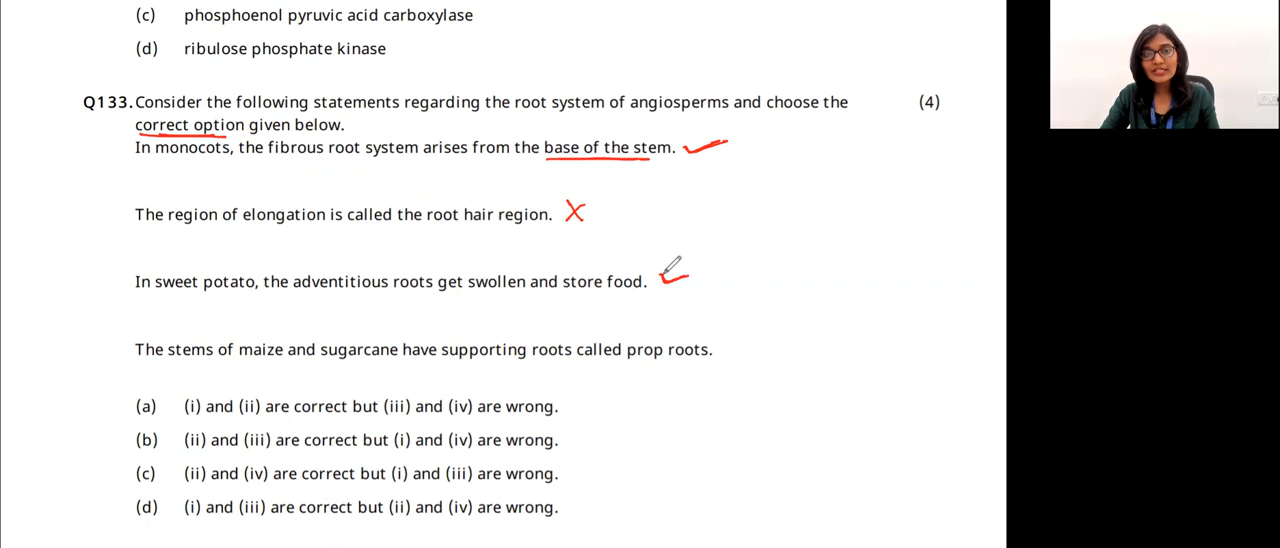 (c) phosphoenol pyruvic acid carboxylase
(d) ribulose phosphate kinase
Q133. Consider the following statements regarding the root system of angiosperms and choose the (4)
correct option given below.
In monocots, the fibrous root system arises from the base of the stem.
The region of elongation is called the root hair region.
In sweet potato, the adventitious roots get swollen and store food.
The stems of maize and sugarcane have supporting roots called prop roots.
(a) (i) and (ii) are correct but (iii) and (iv) are wrong.
(b) (ii) and (iii) are correct but (i) and (iv) are wrong.
(c) (ii) and (iv) are correct but (i) and (iii) are wrong.
(d) (i) and (iii) are correct but (ii) and (iv) are wrong.